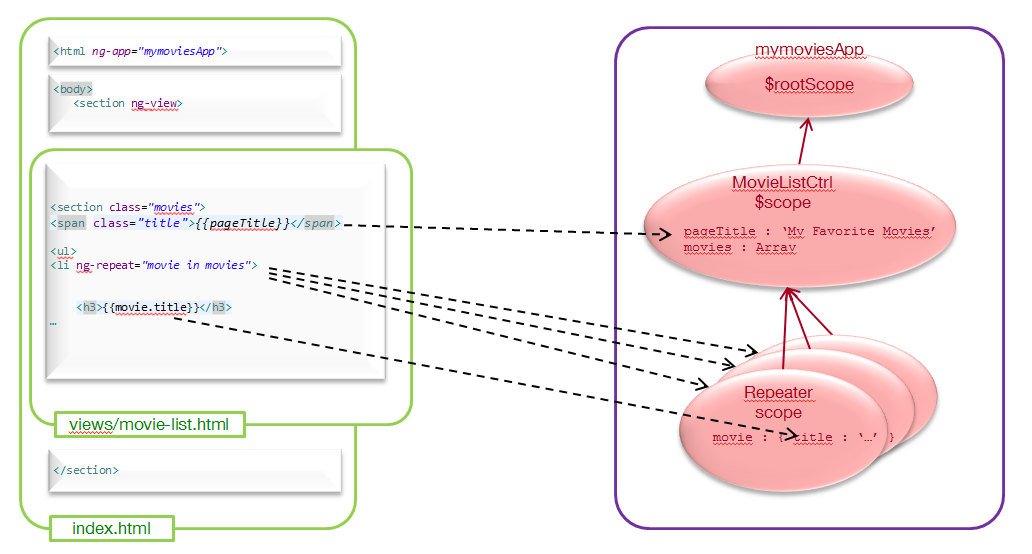 <html ng-app="mymoviesApp">
<body>
<section ng-view>
<section class="movies">
<span class="title">{{pageTitle}}</span>
<ul>
<li ng-repeat="movie in movies">
<h3>{{movie.title}}</h3>
…
views/movie-list.html
</section>
index.html
mymoviesApp
$rootScope
MovieListCtrl
$scope
pageTitle : ‘My Favorite Movies’
movies : Array
Repeater
scope
movie : { title : ‘…’ }